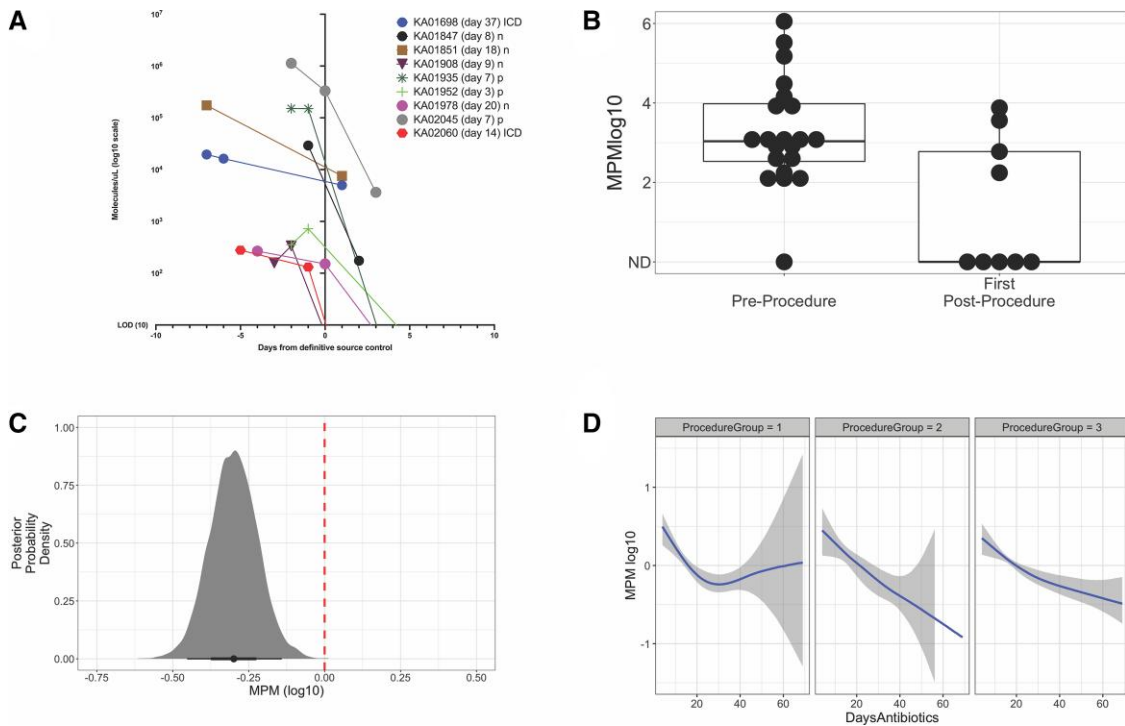 A
Molecules/uL (log10 scale)
10⁷
10⁶
10⁵
10⁴
10³
10²
LOD (10)
-10 -5 0 5 10
Days from definitive source control
KA01698 (day 37) ICD
KA01847 (day 8) n
KA01851 (day 18) n
KA01908 (day 9) n
KA01935 (day 7) p
KA01952 (day 3) p
KA01978 (day 20) n
KA02045 (day 7) p
KA02060 (day 14) ICD
B
MPMlog10
6
4
2
ND
Pre-Procedure
First
Post-Procedure
C
Posterior
Probability
Density
1.00
0.75
0.50
0.25
0.00
-0.75 -0.50 -0.25 0.00 0.25 0.50
MPM (log10)
D
ProcedureGroup = 1 ProcedureGroup = 2 ProcedureGroup = 3
MPM log10
1
0
-1
20 40 60 20 40 60 20 40 60
DaysAntibiotics